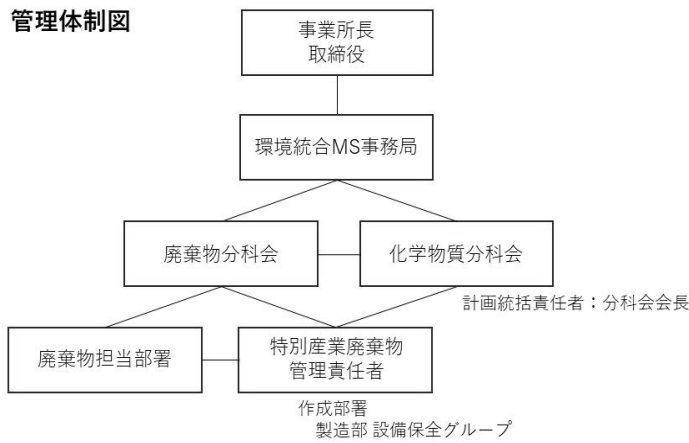 管理体制図
事業所長
取締役
環境統合MS事務局
廃棄物分科会
化学物質分科会
計画統括責任者：分科会会長
廃棄物担当部署
特別産業廃棄物
管理責任者
作成部署
製造部 設備保全グループ